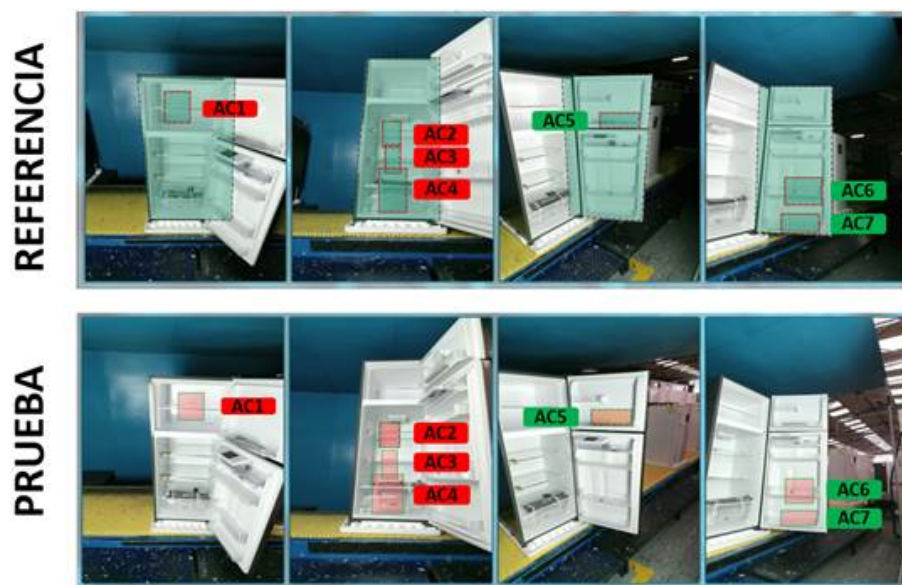 REFERENCIA
AC1
AC2
AC3
AC4
AC5
AC6
AC7
PRUEBA
AC1
AC2
AC3
AC4
AC5
AC6
AC7